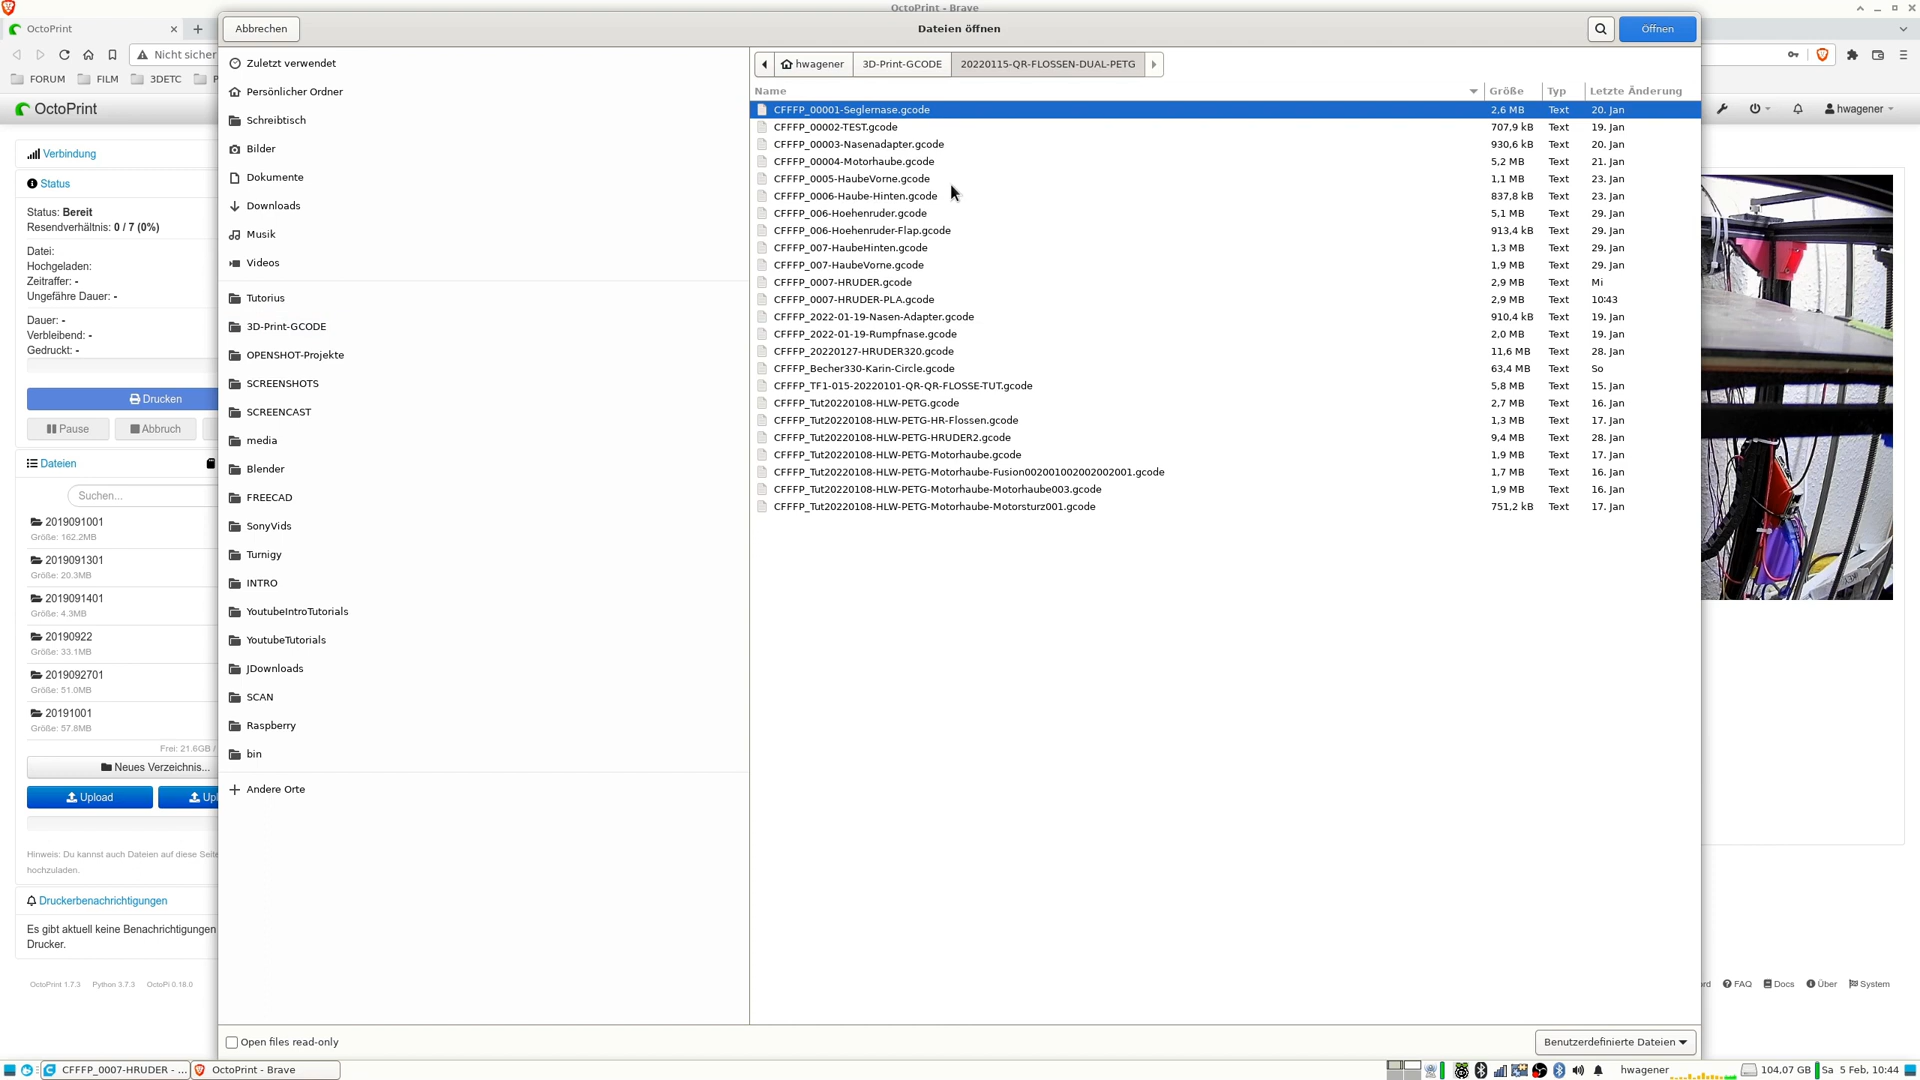 OctoPrint - Brave
OctoPrint
Nicht sicher
FORUM
FILM
3DETC
OctoPrint
hwagener
Abbrechen
Dateien öffnen
Öffnen
Verbindung
Status
Status: Bereit
Resendverhältnis: 0 / 7 (0%)
Datei:
Hochgeladen:
Zeitraffer: -
Ungefähre Dauer: -
Dauer: -
Verbleibend: -
Gedruckt: -
Drucken
Pause
Abbruch
Dateien
Suchen...
2019091001
Größe: 162.2MB
2019091301
Größe: 20.3MB
2019091401
Größe: 4.3MB
20190922
Größe: 33.1MB
2019092701
Größe: 51.0MB
20191001
Größe: 57.8MB
Frei: 21.6GB /
Neues Verzeichnis...
Upload
Upl
Hinweis: Du kannst auch Dateien auf diese Seite
hochzuladen.
Druckerbenachrichtigungen
Es gibt aktuell keine Benachrichtigungen
Drucker.
OctoPrint 1.7.3 Python 3.7.3 OctoPi 0.18.0
Zuletzt verwendet
Persönlicher Ordner
Schreibtisch
Bilder
Dokumente
Downloads
Musik
Videos
Tutorius
3D-Print-GCODE
OPENSHOT-Projekte
SCREENSHOTS
SCREENCAST
media
Blender
FREECAD
SonyVids
Turnigy
INTRO
YoutubeIntroTutorials
YoutubeTutorials
JDownloads
SCAN
Raspberry
bin
Andere Orte
hwagener 3D-Print-GCODE 20220115-QR-FLOSSEN-DUAL-PETG
Name Größe Typ Letzte Änderung
CFFFP_00001-Seglernase.gcode 2,6 MB Text 20. Jan
CFFFP_00002-TEST.gcode 707,9 kB Text 19. Jan
CFFFP_00003-Nasenadapter.gcode 930,6 kB Text 20. Jan
CFFFP_00004-Motorhaube.gcode 5,2 MB Text 21. Jan
CFFFP_0005-HaubeVorne.gcode 1,1 MB Text 23. Jan
CFFFP_0006-Haube-Hinten.gcode 837,8 kB Text 23. Jan
CFFFP_006-Hoehenruder.gcode 5,1 MB Text 29. Jan
CFFFP_006-Hoehenruder-Flap.gcode 913,4 kB Text 29. Jan
CFFFP_007-HaubeHinten.gcode 1,3 MB Text 29. Jan
CFFFP_007-HaubeVorne.gcode 1,9 MB Text 29. Jan
CFFFP_0007-HRUDER.gcode 2,9 MB Text Mi
CFFFP_0007-HRUDER-PLA.gcode 2,9 MB Text 10:43
CFFFP_2022-01-19-Nasen-Adapter.gcode 910,4 kB Text 19. Jan
CFFFP_2022-01-19-Rumpfnase.gcode 2,0 MB Text 19. Jan
CFFFP_20220127-HRUDER320.gcode 11,6 MB Text 28. Jan
CFFFP_Becher330-Karin-Circle.gcode 63,4 MB Text So
CFFFP_TF1-015-20220101-QR-QR-FLOSSE-TUT.gcode 5,8 MB Text 15. Jan
CFFFP_Tut20220108-HLW-PETG.gcode 2,7 MB Text 16. Jan
CFFFP_Tut20220108-HLW-PETG-HR-Flossen.gcode 1,3 MB Text 17. Jan
CFFFP_Tut20220108-HLW-PETG-HRUDER2.gcode 9,4 MB Text 28. Jan
CFFFP_Tut20220108-HLW-PETG-Motorhaube.gcode 1,9 MB Text 17. Jan
CFFFP_Tut20220108-HLW-PETG-Motorhaube-Fusion002001002002002001.gcode 1,7 MB Text 16. Jan
CFFFP_Tut20220108-HLW-PETG-Motorhaube-Motorhaube003.gcode 1,9 MB Text 16. Jan
CFFFP_Tut20220108-HLW-PETG-Motorhaube-Motorsturz001.gcode 751,2 kB Text 17. Jan
FAQ Docs Über System
Open files read-only
Benutzerdefinierte Dateien
CFFFP_0007-HRUDER - ...
OctoPrint - Brave
hwagener
104,07 GB
Sa 5 Feb, 10:44